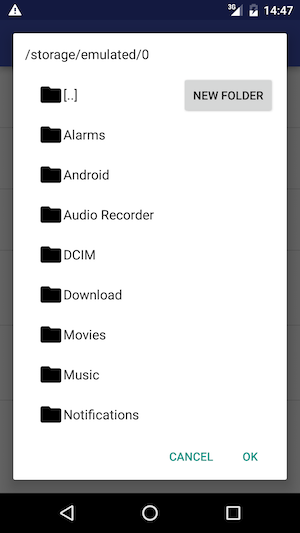 3G 14:47
/storage/emulated/0
[..] NEW FOLDER
Alarms
Android
Audio Recorder
DCIM
Download
Movies
Music
Notifications
CANCEL OK